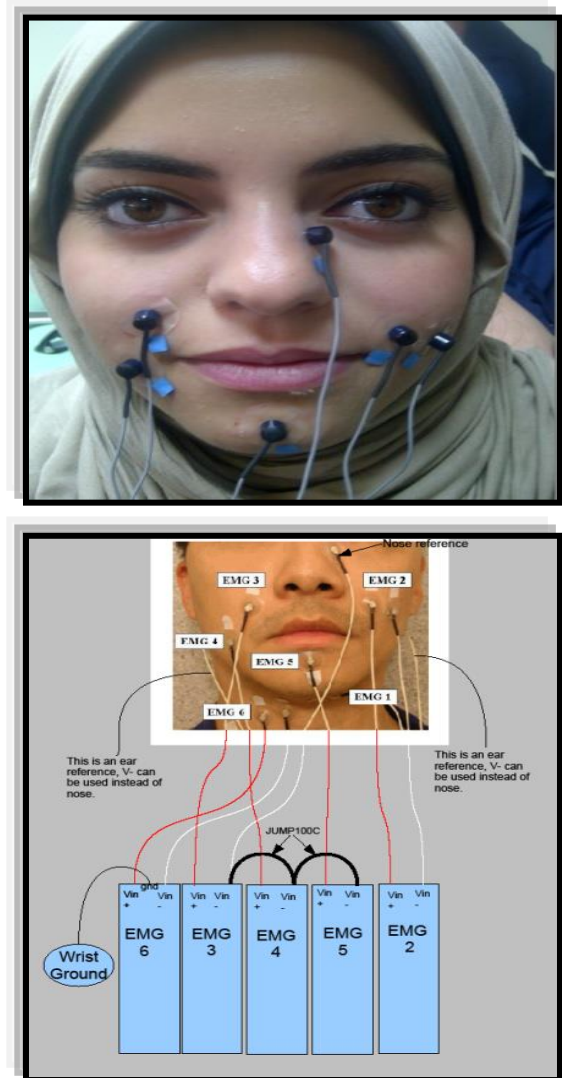 Nose reference
EMG 3
EMG 2
EMG 4
EMG 5
EMG 1
EMG 6
This is an ear
reference, V- can
be used instead of
nose.
This is an ear
reference, V- can
be used instead of
nose.
JUMP100C
gnd
Vin Vin
+ -
EMG
6
Vin Vin
+ -
EMG
3
Vin Vin
+ -
EMG
4
Vin Vin
+ -
EMG
5
Vin Vin
+ -
EMG
2
Wrist
Ground